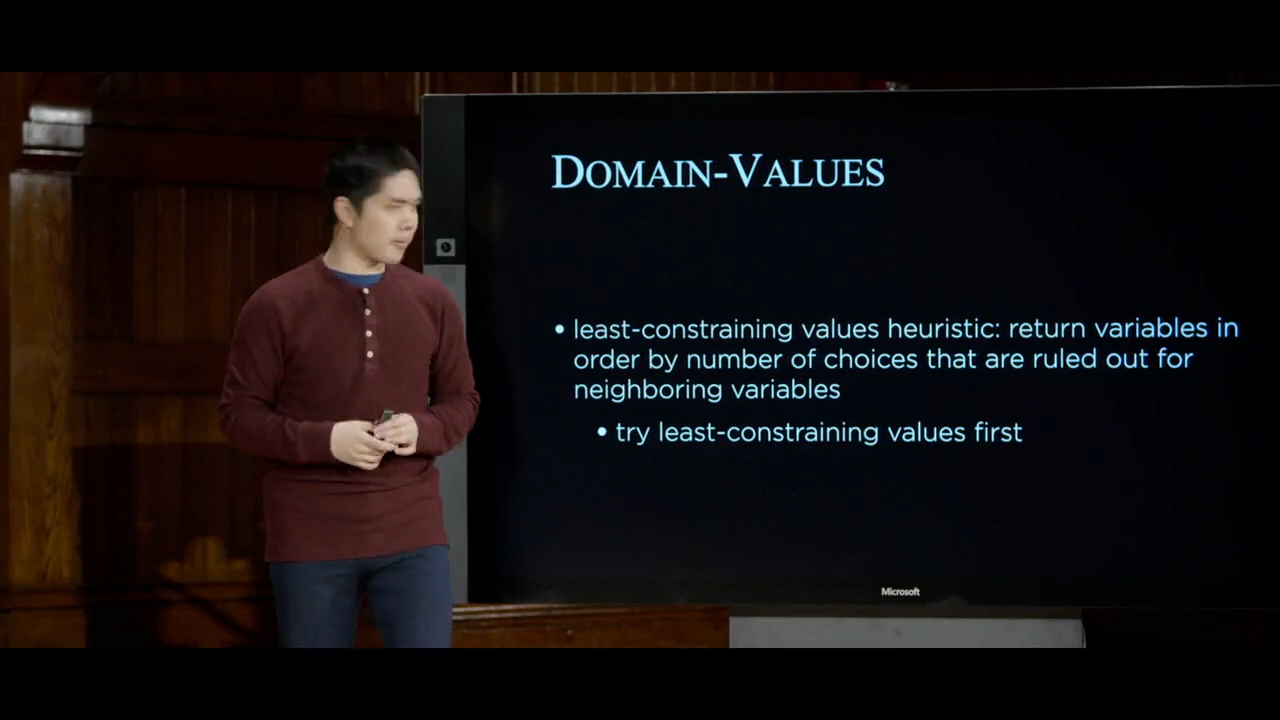 DOMAIN-VALUES
• least-constraining values heuristic: return variables in
order by number of choices that are ruled out for
neighboring variables
• try least-constraining values first
Microsoft